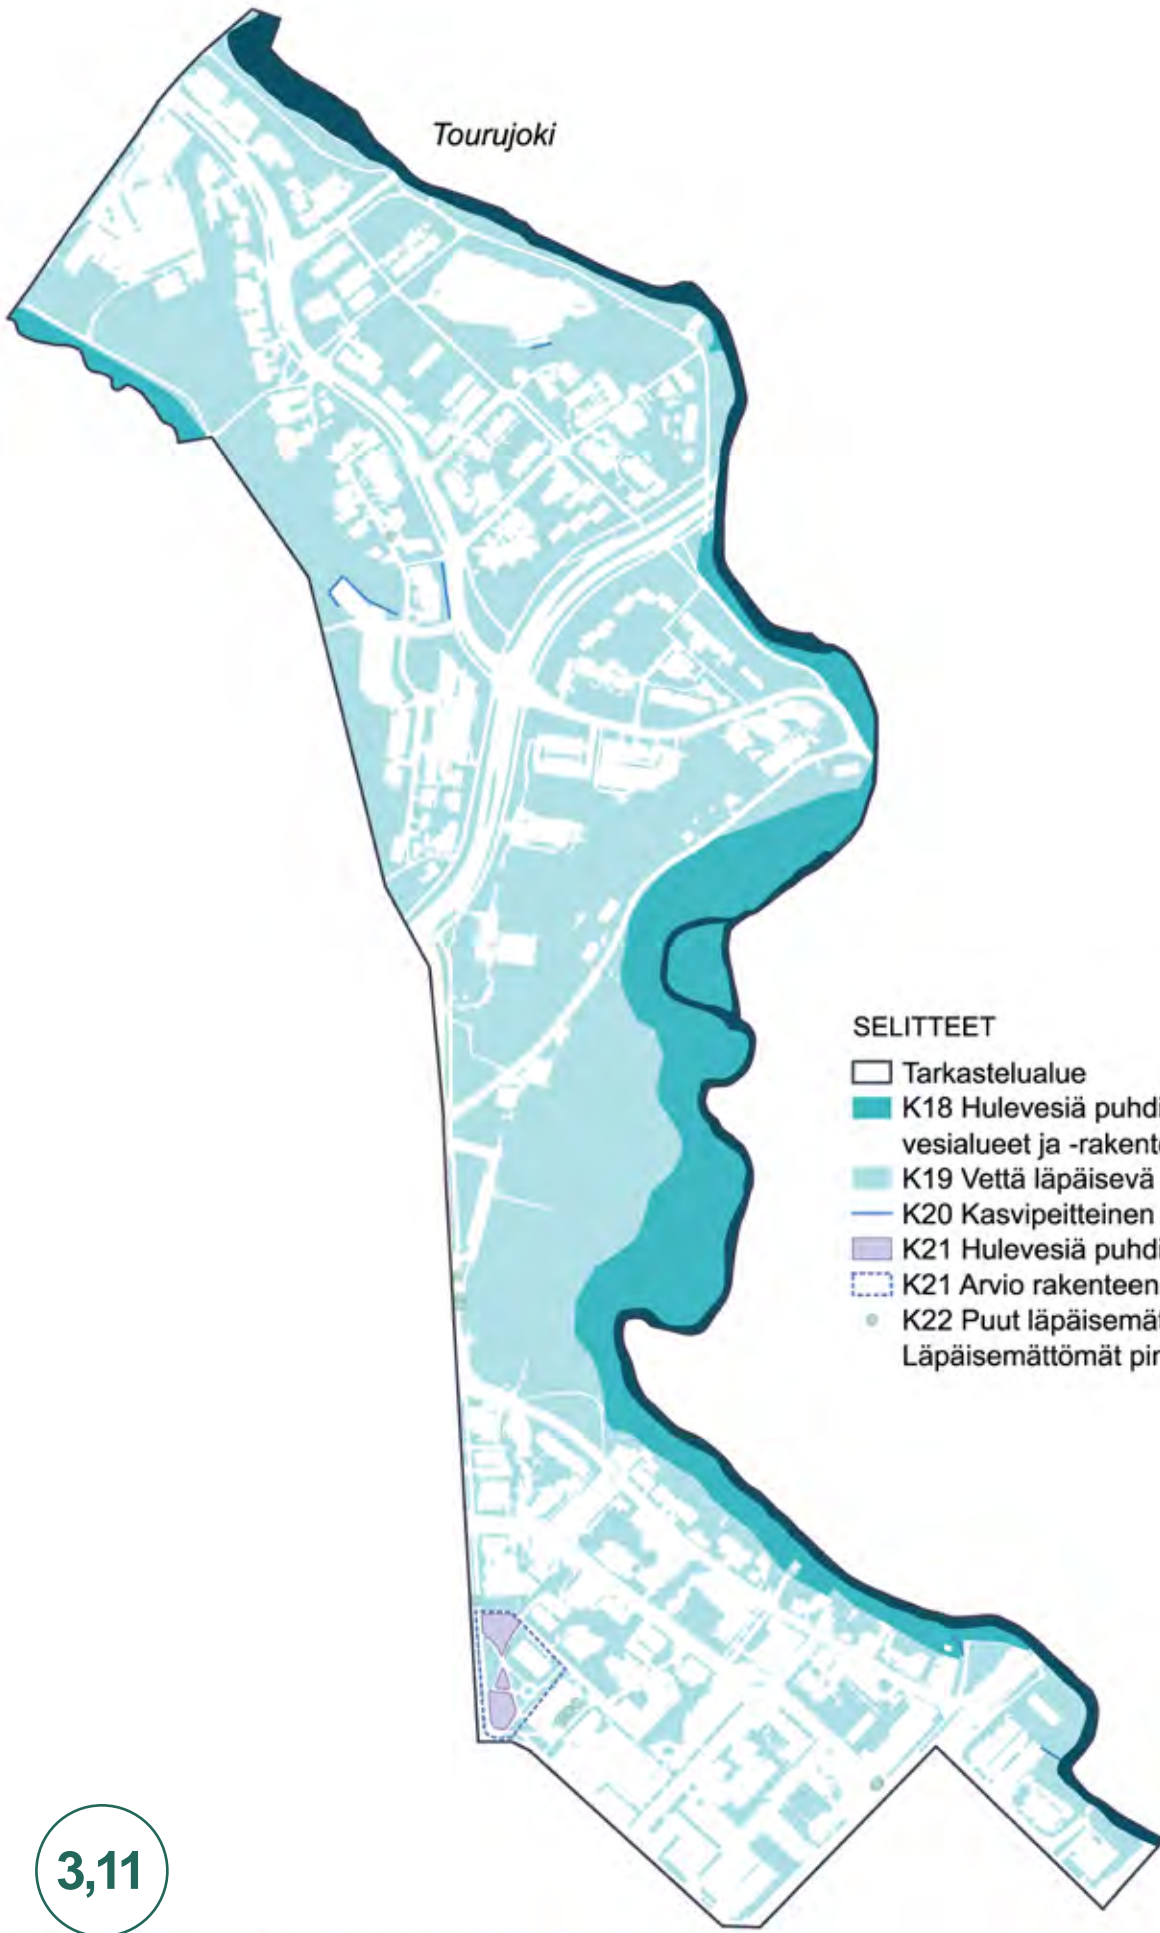 Tourujoki
SELITTEET
Tarkastelualue
K18 Hulevesiä puhdi
vesialueet ja -rakent
K19 Vettä läpäisevä
K20 Kasvipeitteinen
K21 Hulevesiä puhdi
K21 Arvio rakenteen
K22 Puut läpäisemät
Läpäisemättömät pin
3,11